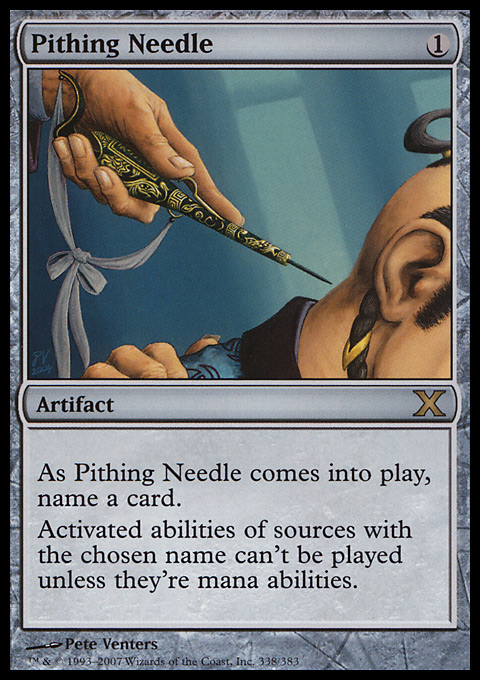 Pithing Needle 1
PV
2004
Artifact X
As Pithing Needle comes into play,
name a card.
Activated abilities of sources with
the chosen name can't be played
unless they're mana abilities.
Pete Venters
™ & © 1993–2007 Wizards of the Coast, Inc. 338/383